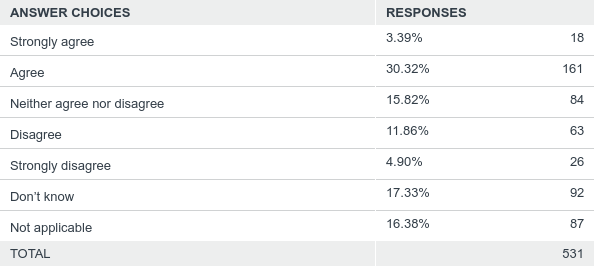 ANSWER CHOICES RESPONSES
Strongly agree 3.39% 18
Agree 30.32% 161
Neither agree nor disagree 15.82% 84
Disagree 11.86% 63
Strongly disagree 4.90% 26
Don’t know 17.33% 92
Not applicable 16.38% 87
TOTAL 531